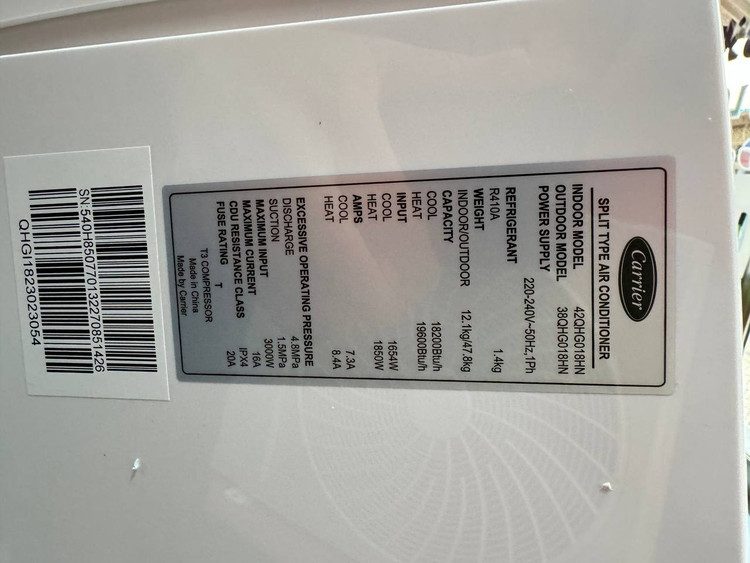 Carrier
SPLIT TYPE AIR CONDITIONER
INDOOR MODEL 42QHG018HN
OUTDOOR MODEL 38QHG018HN
POWER SUPPLY
220-240V~50Hz,1Ph
REFRIGERANT
R410A 1.4kg
WEIGHT
INDOOR/OUTDOOR 12.1kg/47.8kg
CAPACITY
COOL 18200Btu/h
HEAT 19600Btu/h
INPUT
COOL 1654W
HEAT 1850W
AMPS
COOL 7.3A
HEAT 8.4A
EXCESSIVE OPERATING PRESSURE
DISCHARGE 4.8MPa
SUCTION 1.5MPa
MAXIMUM INPUT 3000W
MAXIMUM CURRENT 16A
CDU RESISTANCE CLASS IPX4
FUSE RATING T 20A
T3 COMPRESSOR
Made in China
Made by Carrier
SN:540H850770132270851426
QHGI1823023054